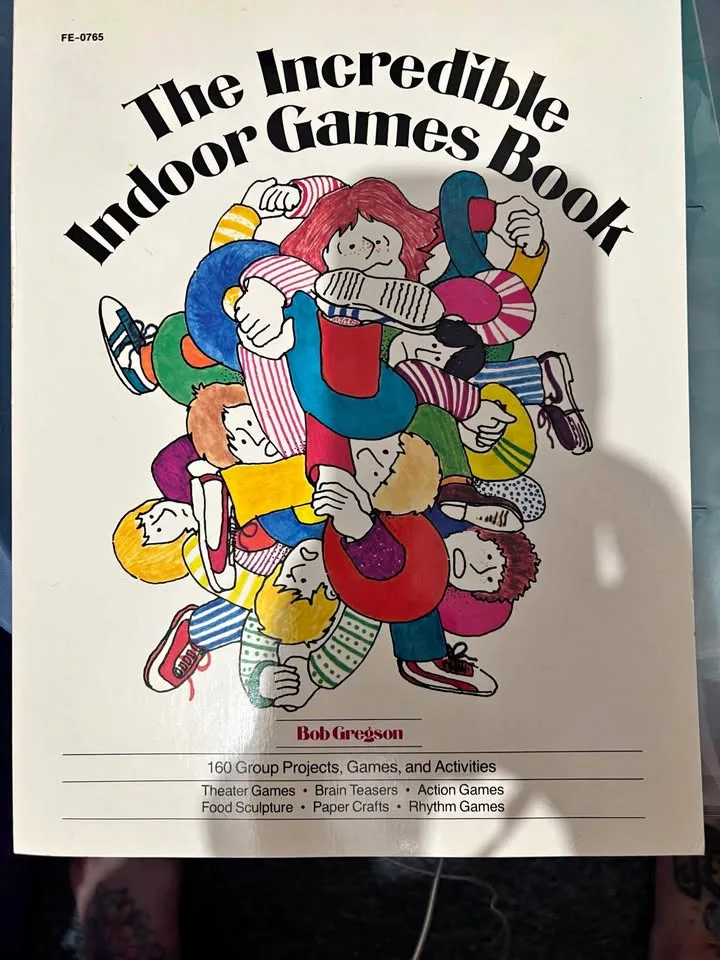 FE-0765
The Incredible
Indoor Games Book
Bob Gregson
160 Group Projects, Games, and Activities
Theater Games • Brain Teasers • Action Games
Food Sculpture • Paper Crafts • Rhythm Games